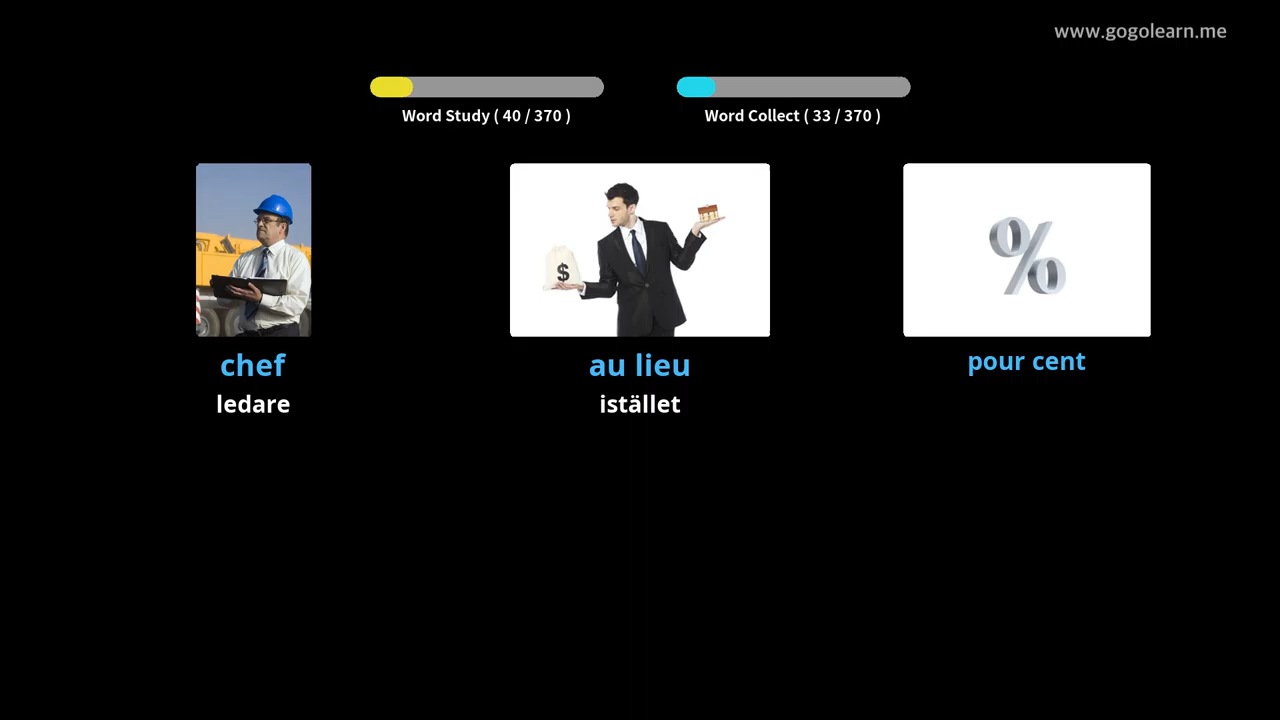 www.gogolearn.me
Word Study ( 40 / 370 )
Word Collect ( 33 / 370 )
$
%
chef
au lieu
pour cent
ledare
istället